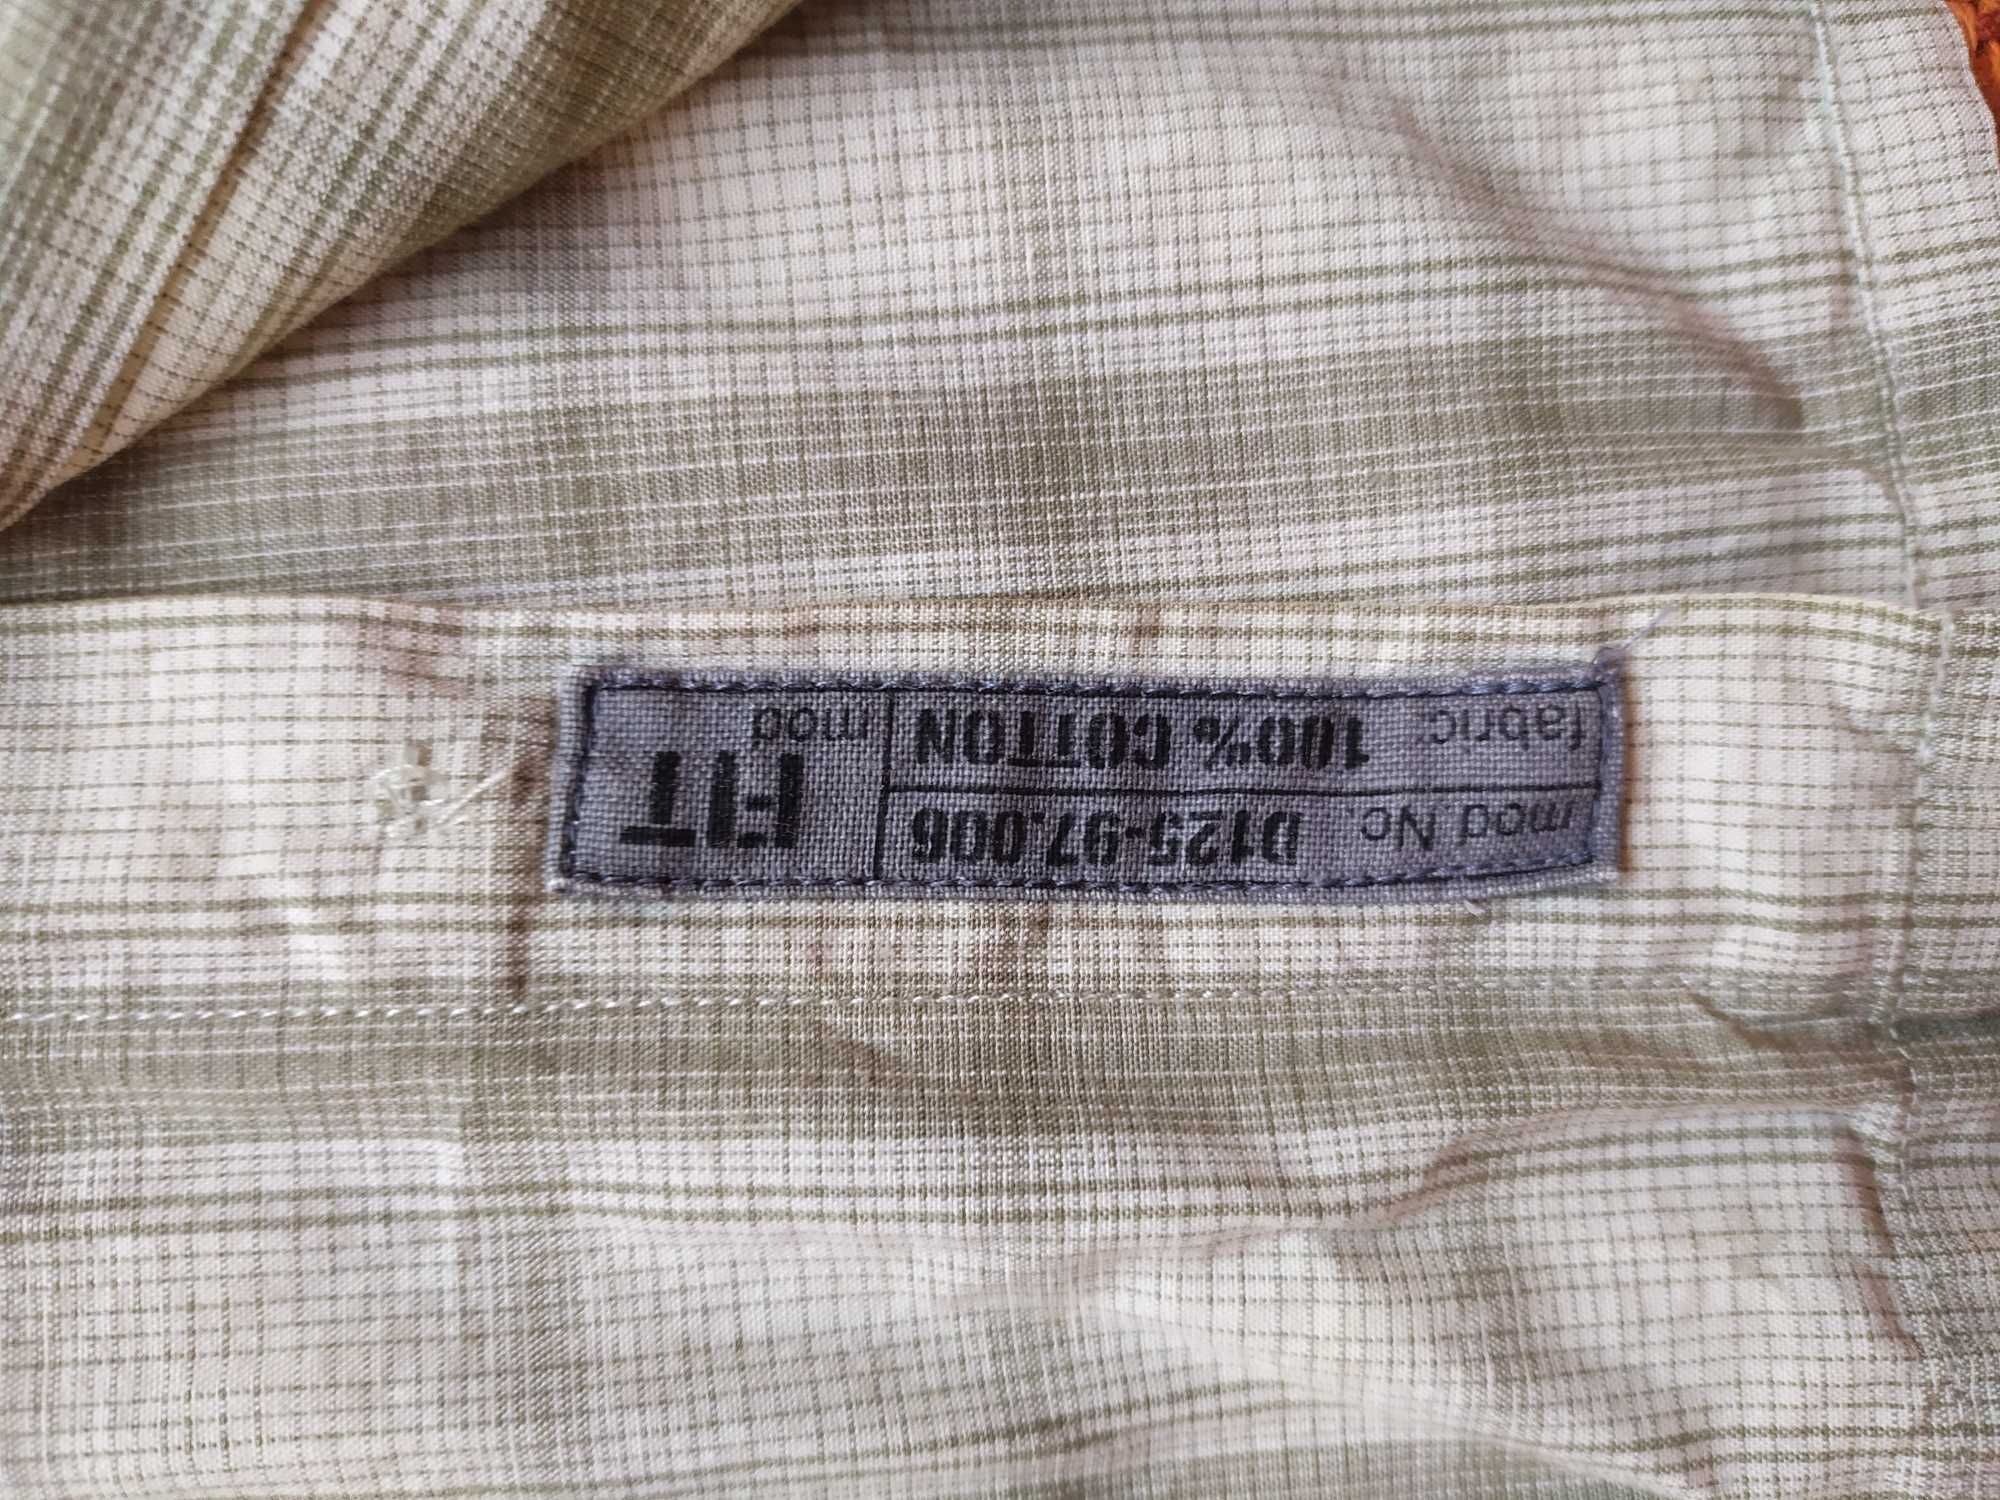 mod No. D125-97.006
fabric: 100% COTTON
FIT
mod